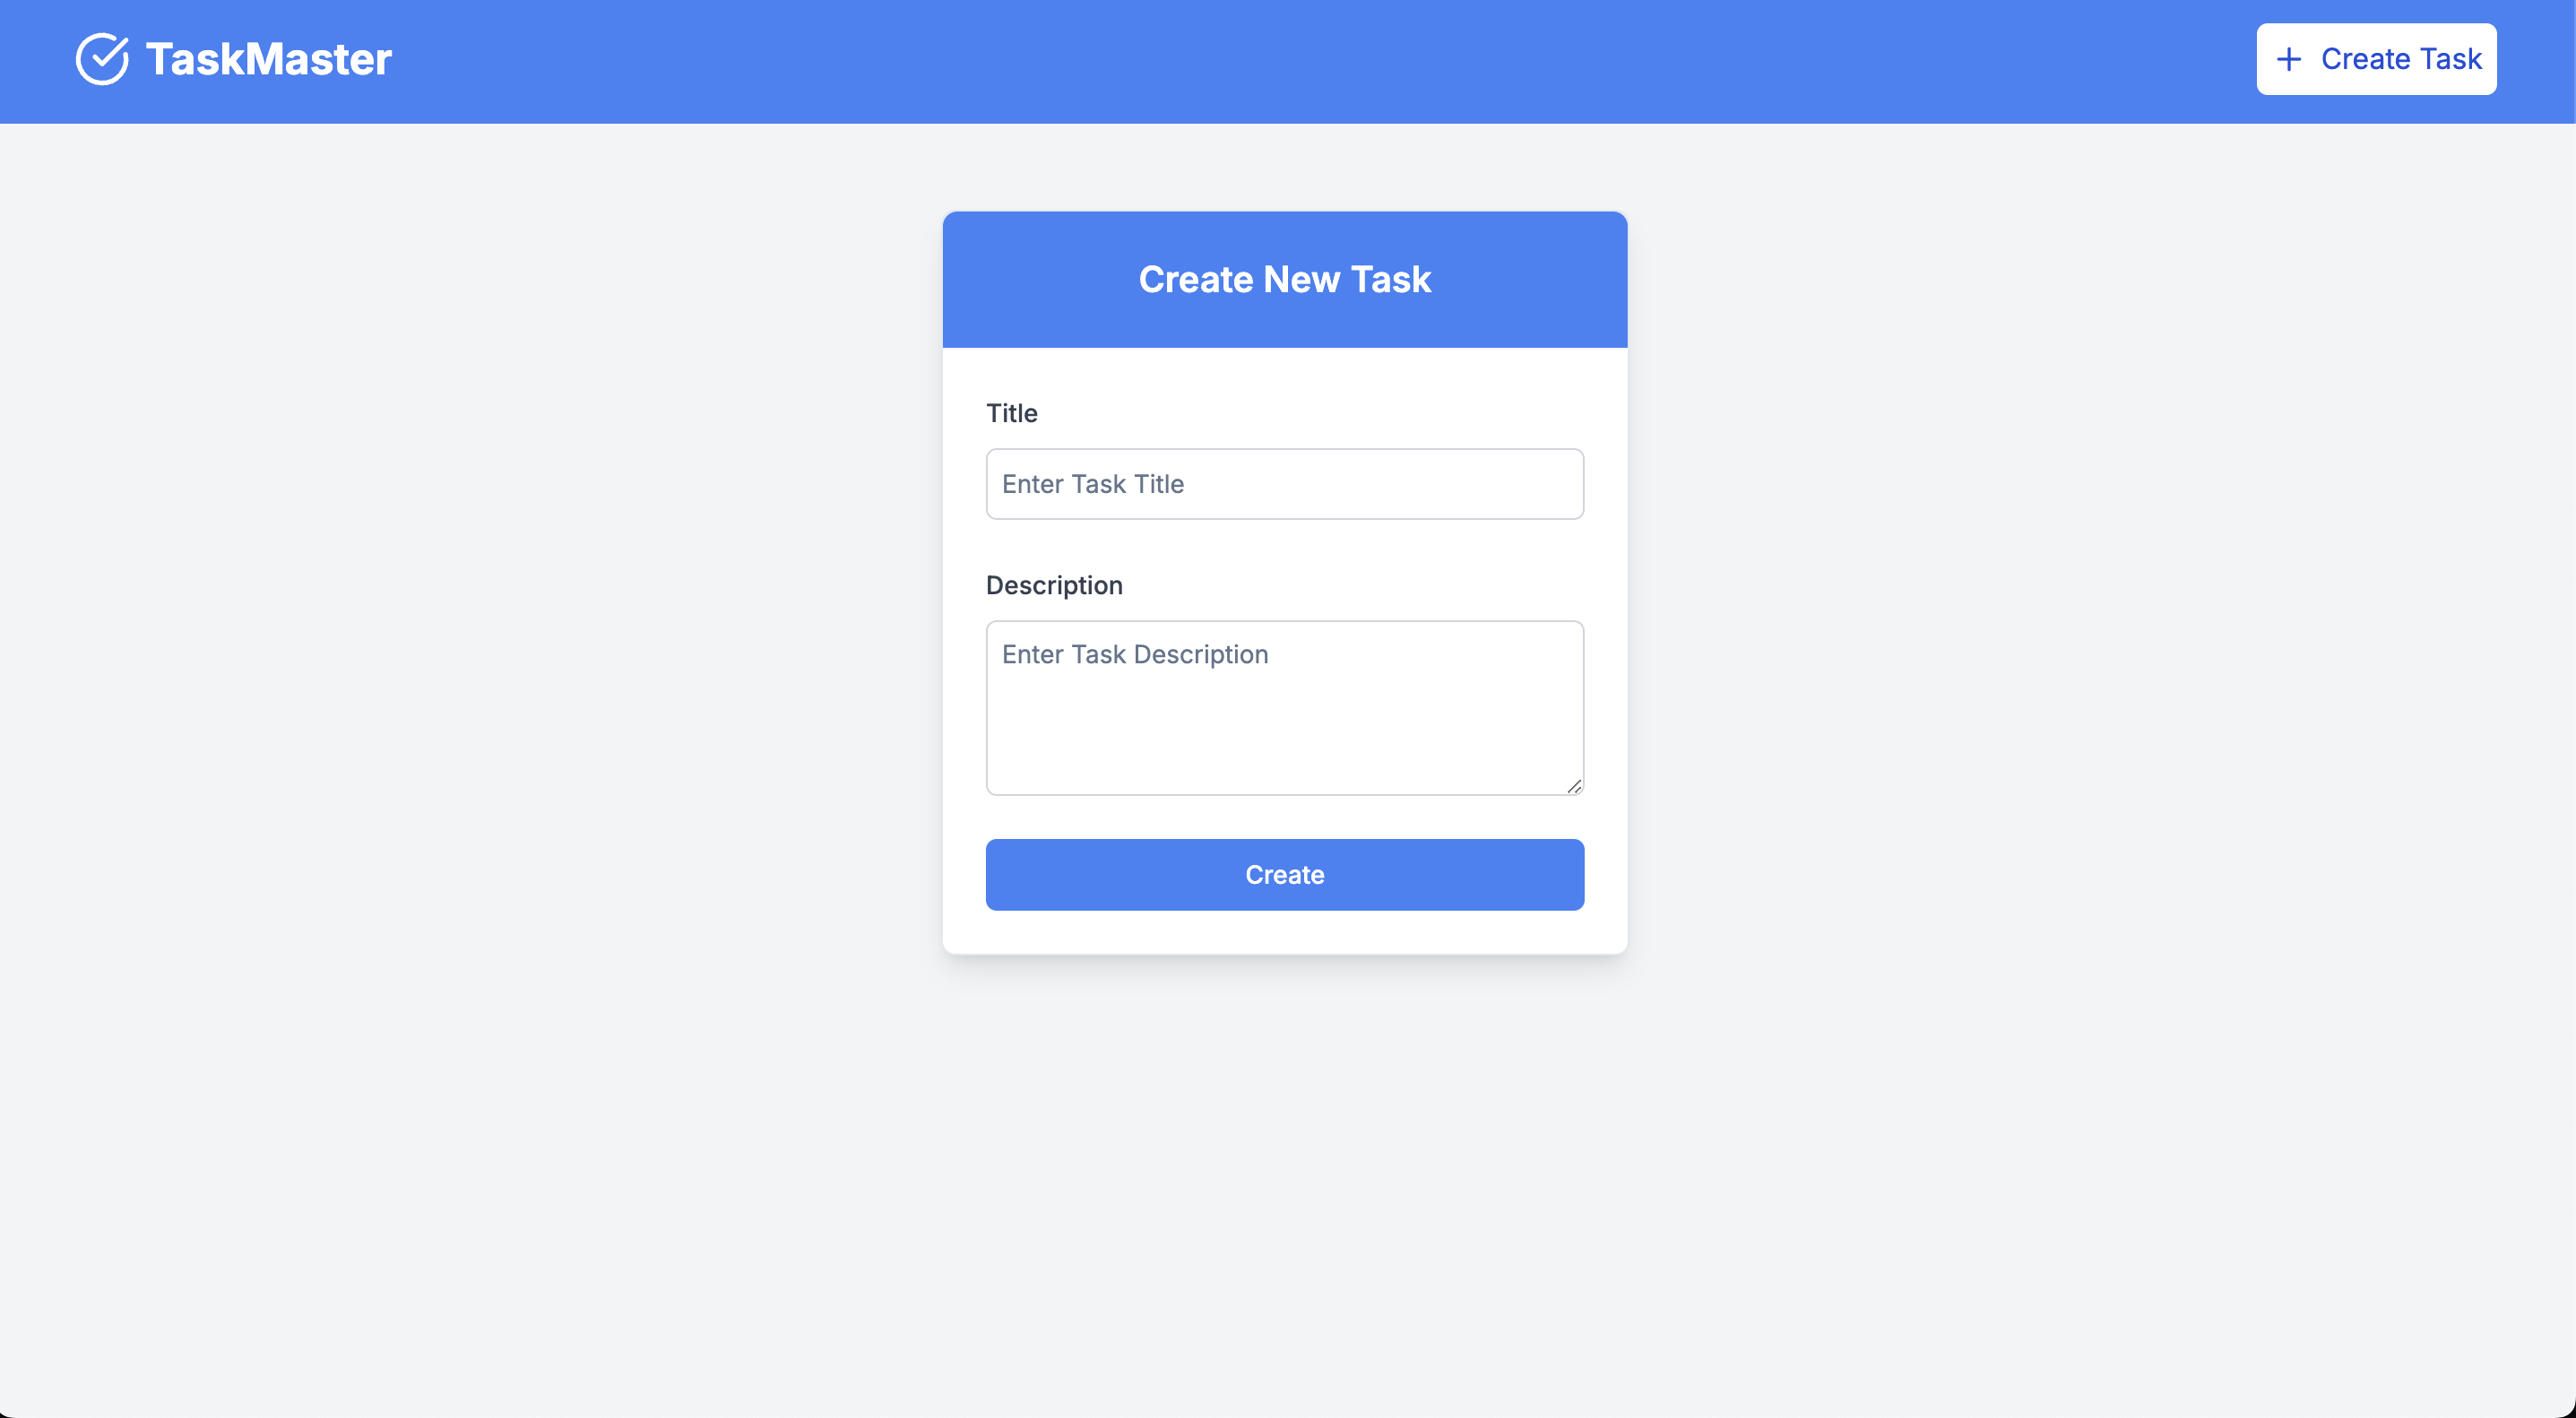 TaskMaster
Create Task
Create New Task
Title
Enter Task Title
Description
Enter Task Description
Create